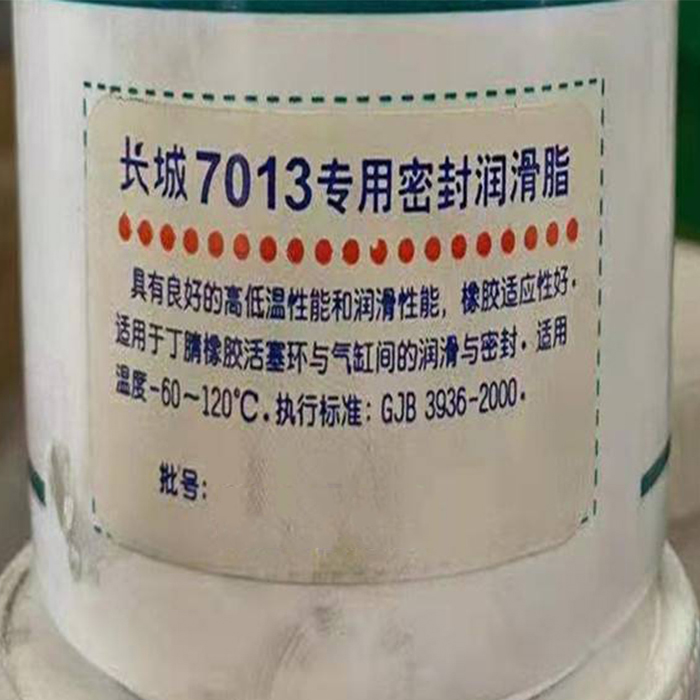 长城7013专用密封润滑脂
具有良好的高低温性能和润滑性能，橡胶适应性好.
适用于丁腈橡胶活塞环与气缸间的润滑与密封.适用
温度-60～120℃.执行标准：GJB 3936-2000.
批号：